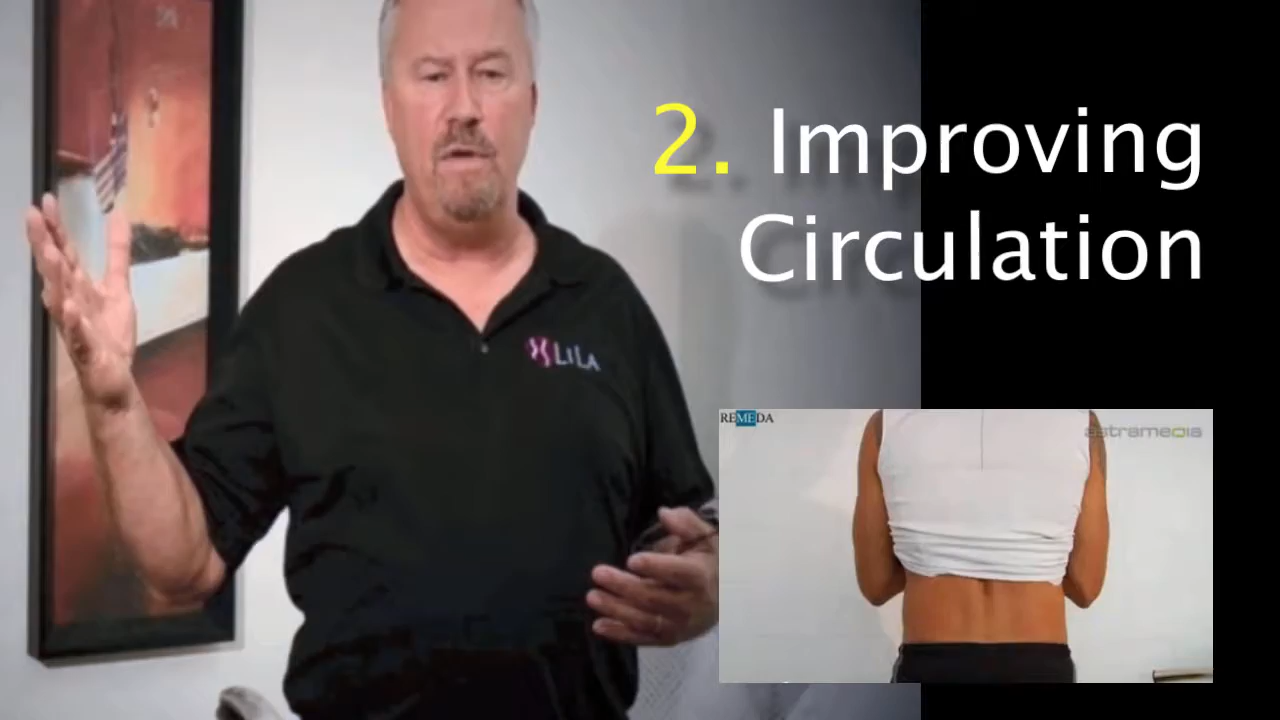 2. Improving
Circulation
LILA
REMEDA
astramedia